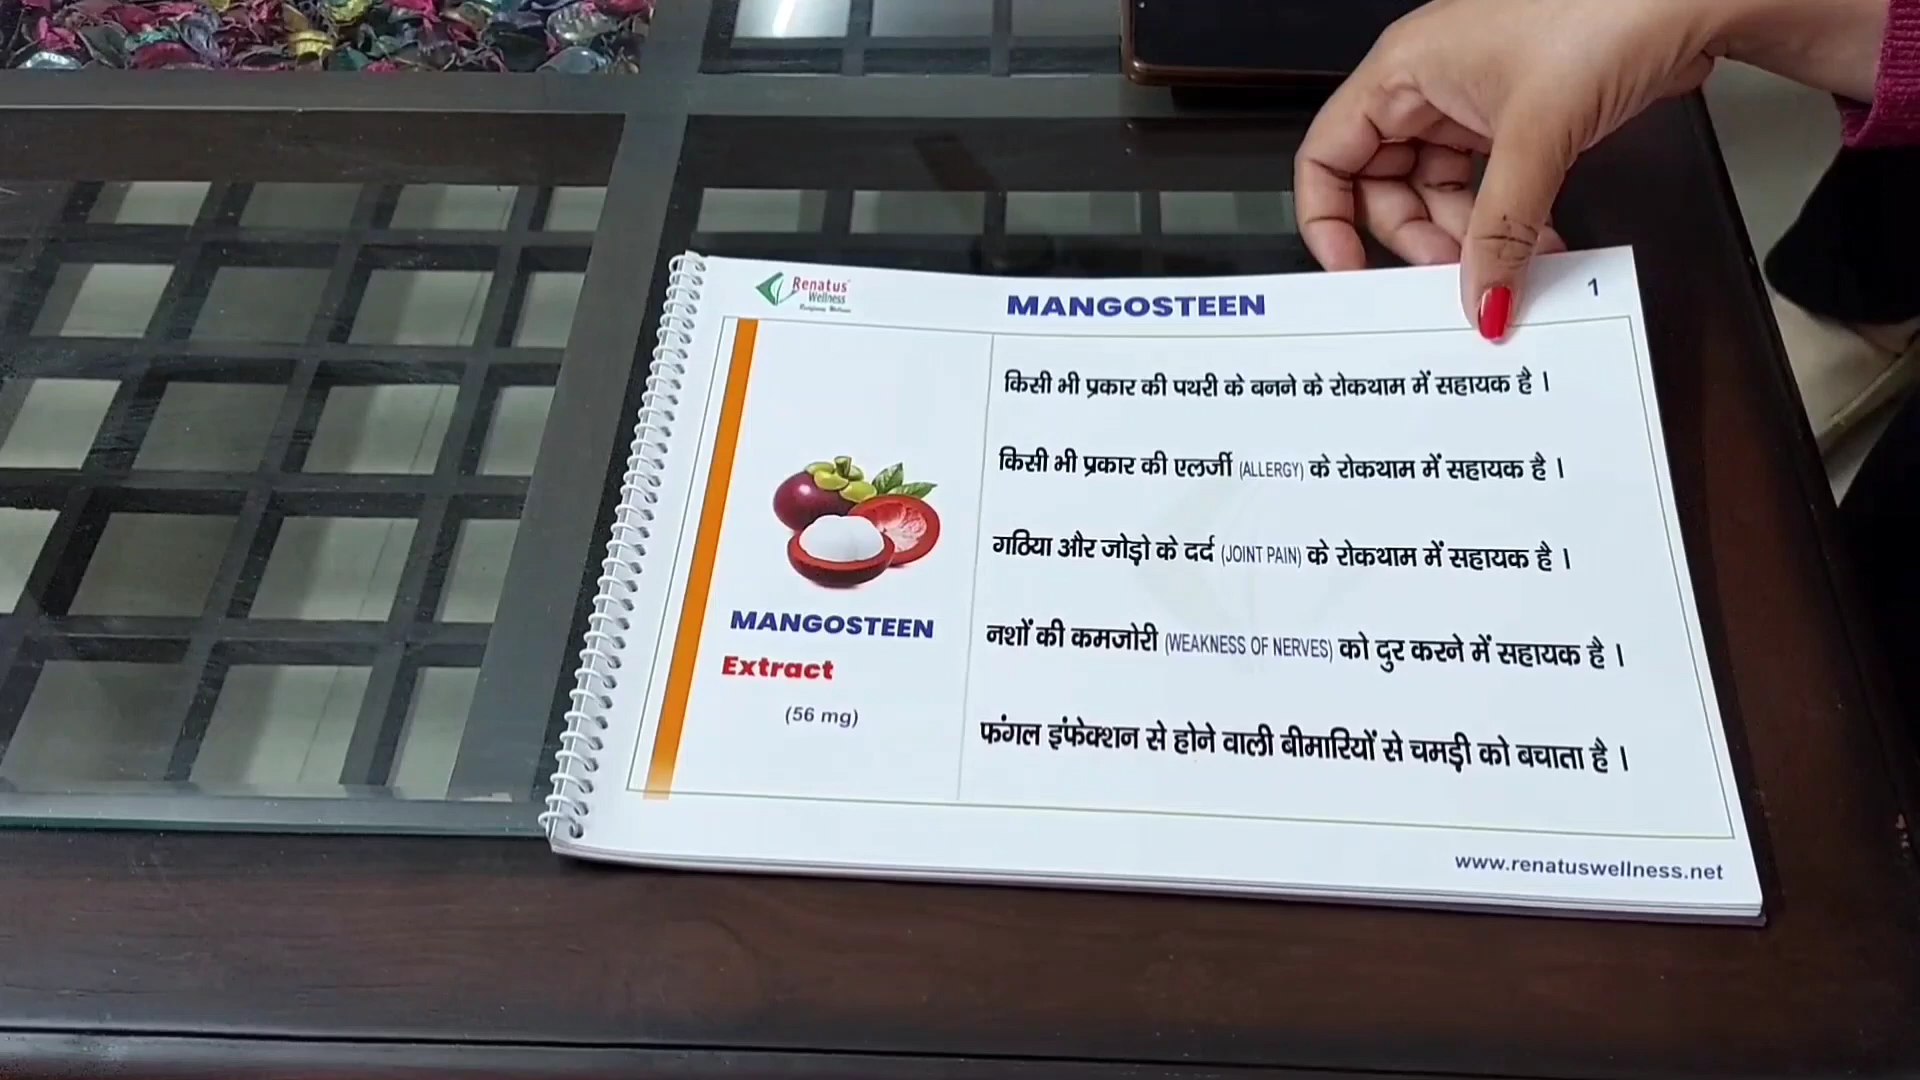 Renatus
Wellness
MANGOSTEEN
1
किसी भी प्रकार की पथरी के बनने के रोकथाम में सहायक है ।
किसी भी प्रकार की एलर्जी (ALLERGY) के रोकथाम में सहायक है ।
गठिया और जोड़ो के दर्द (JOINT PAIN) के रोकथाम में सहायक है ।
नशों की कमजोरी (WEAKNESS OF NERVES) को दुर करने में सहायक है ।
फंगल इंफेक्शन से होने वाली बीमारियों से चमड़ी को बचाता है ।
MANGOSTEEN
Extract
(56 mg)
www.renatuswellness.net